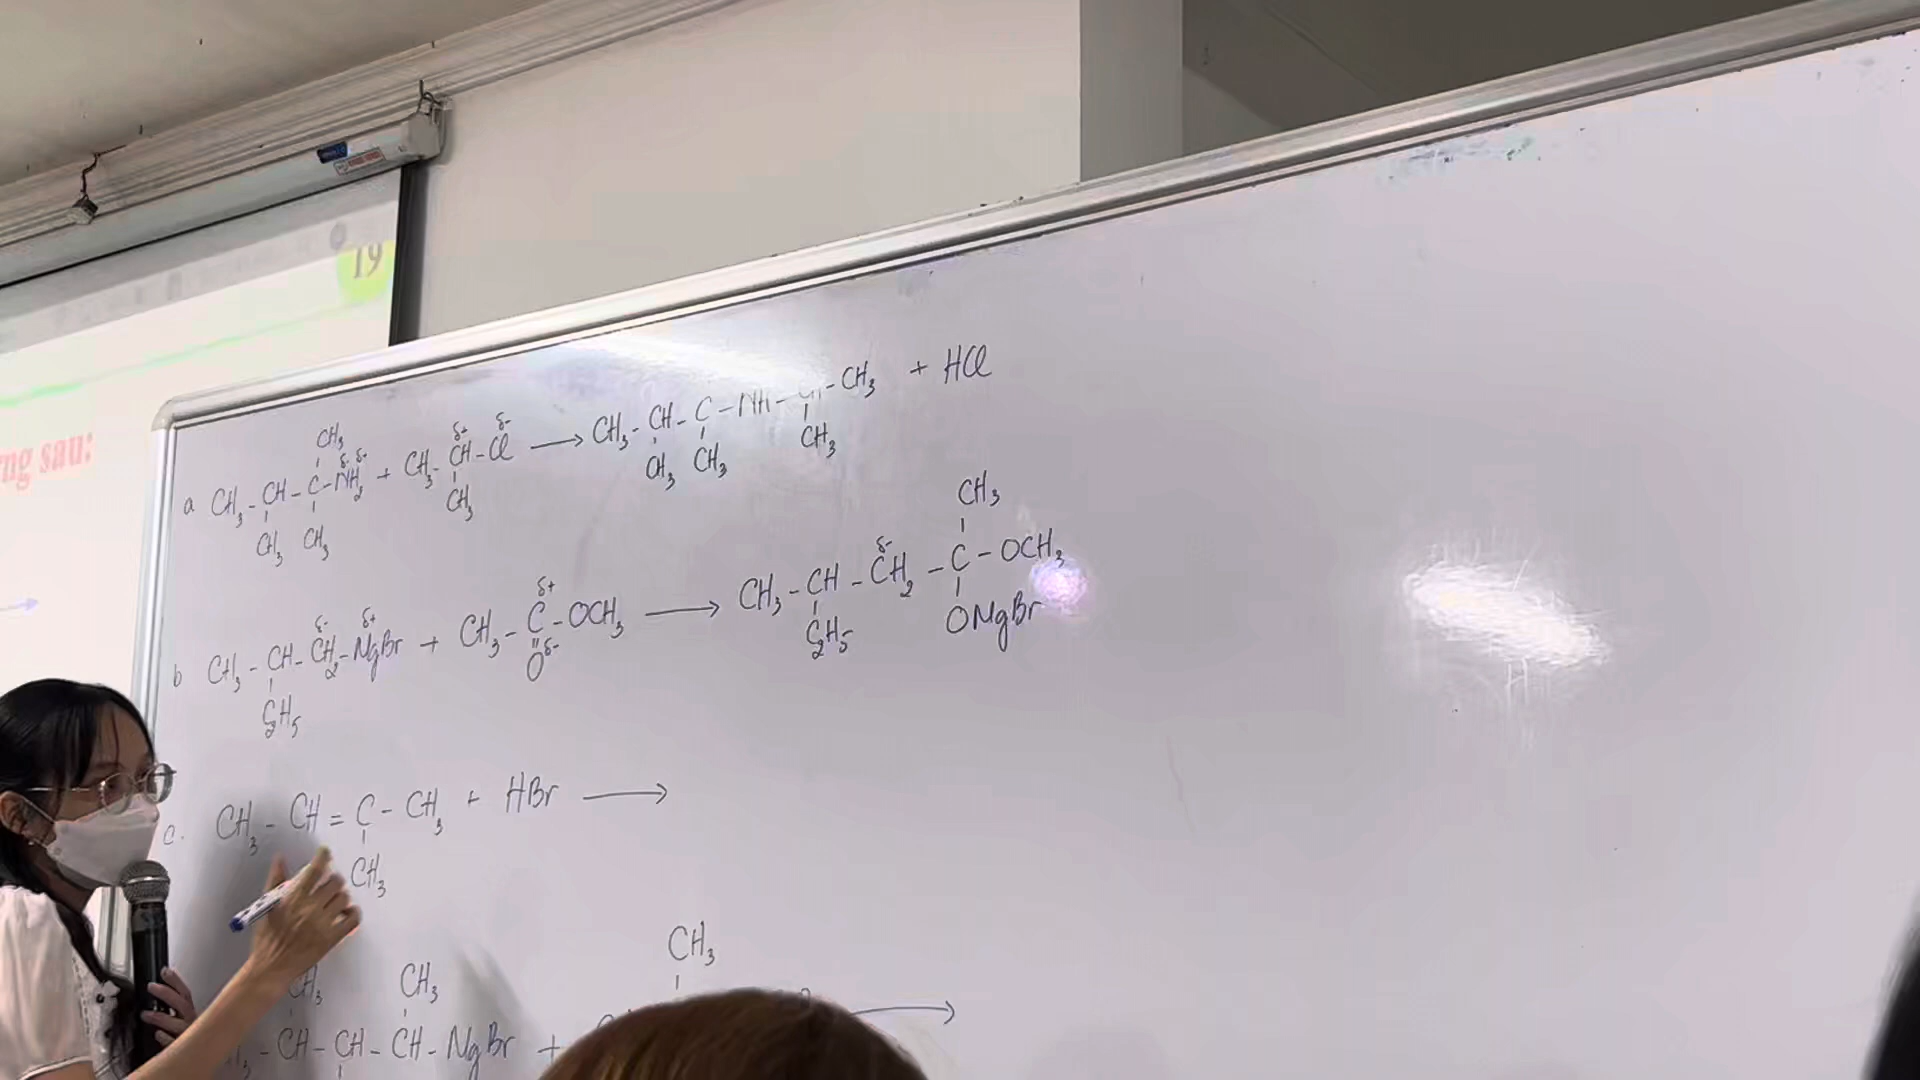 19
ng sau:
CH3
δ- δ+ δ+ δ-
a CH3 - CH - C - NH2 + CH3 - CH - Cl ⟶ CH3 - CH - C - NH - CH - CH3 + HCl
CH3 CH3 CH3 CH3 CH3 CH3
CH3
δ- δ+ δ+ δ-
b CH3 - CH - CH2 - MgBr + CH3 - C - OCH3 ⟶ CH3 - CH - CH2 - C - OCH3
C2H5 O δ- C2H5 OMgBr
c. CH3 - CH = C - CH3 + HBr ⟶
CH3
CH3 CH3 CH3
- CH - CH - CH - MgBr + ⟶